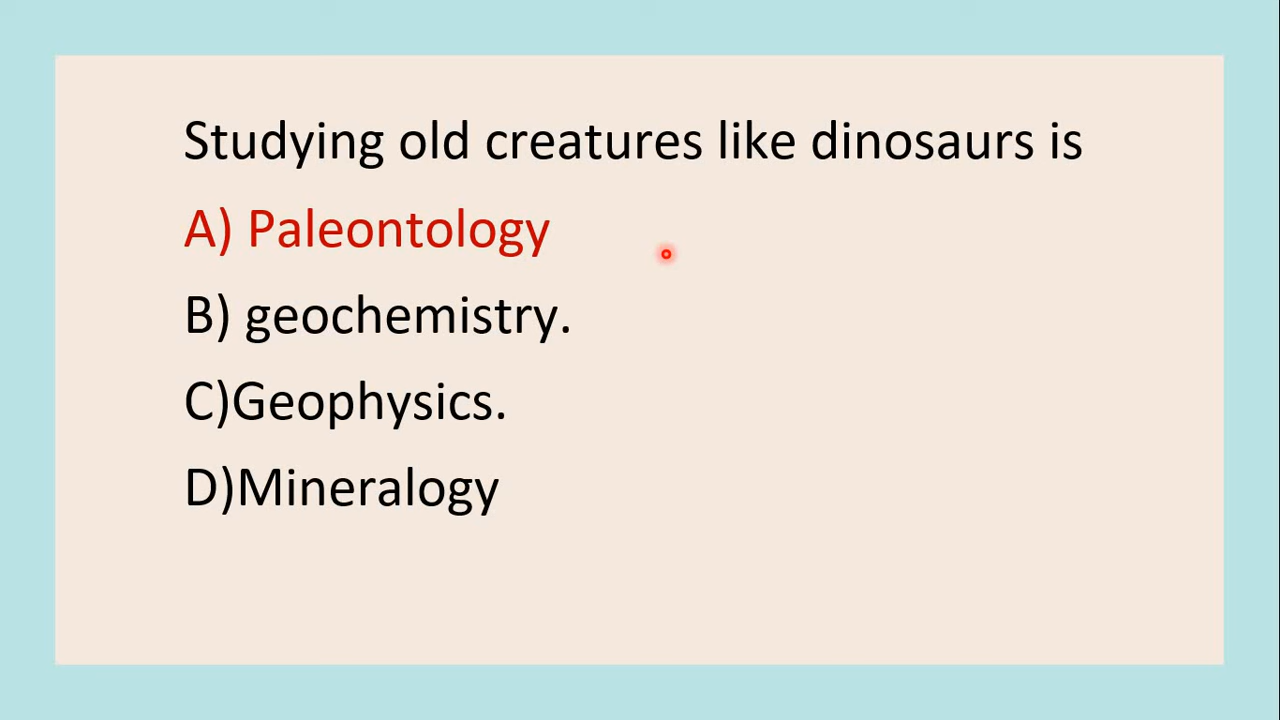 Studying old creatures like dinosaurs is
A) Paleontology
B) geochemistry.
C)Geophysics.
D)Mineralogy